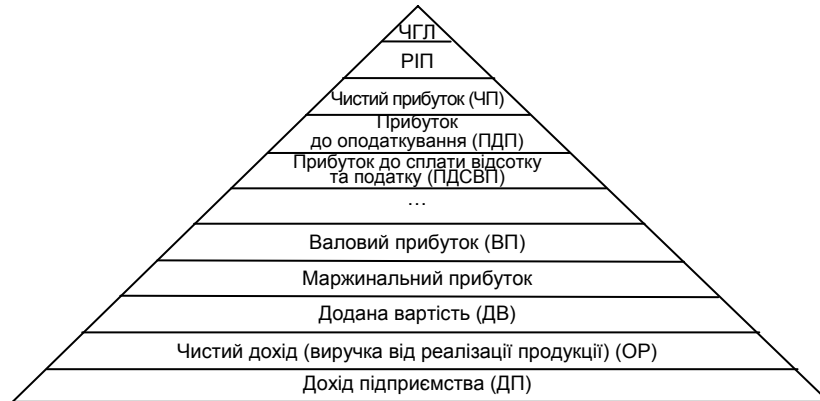 ЧГЛ
РІП
Чистий прибуток (ЧП)
Прибуток
до оподаткування (ПДП)
Прибуток до сплати відсотку
та податку (ПДСВП)
…
Валовий прибуток (ВП)
Маржинальний прибуток
Додана вартість (ДВ)
Чистий дохід (виручка від реалізації продукції) (ОР)
Дохід підприємства (ДП)